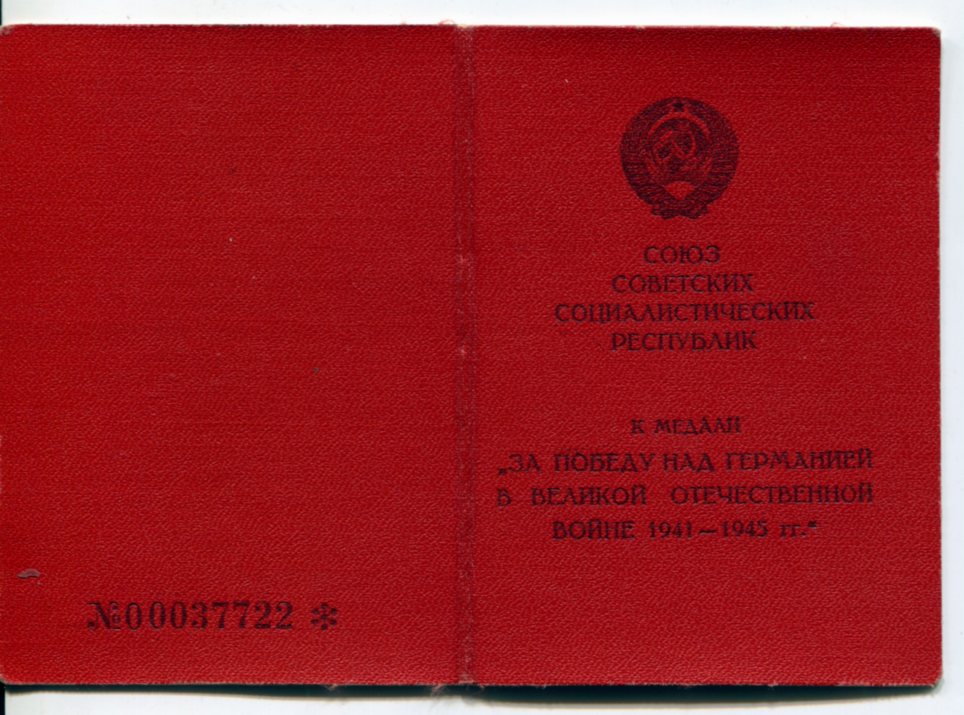 СОЮЗ
СОВЕТСКИХ
СОЦИАЛИСТИЧЕСКИХ
РЕСПУБЛИК
К МЕДАЛИ
„ЗА ПОБЕДУ НАД ГЕРМАНИЕЙ
В ВЕЛИКОЙ ОТЕЧЕСТВЕННОЙ
ВОЙНЕ 1941—1945 гг.“
№00037722 ✻